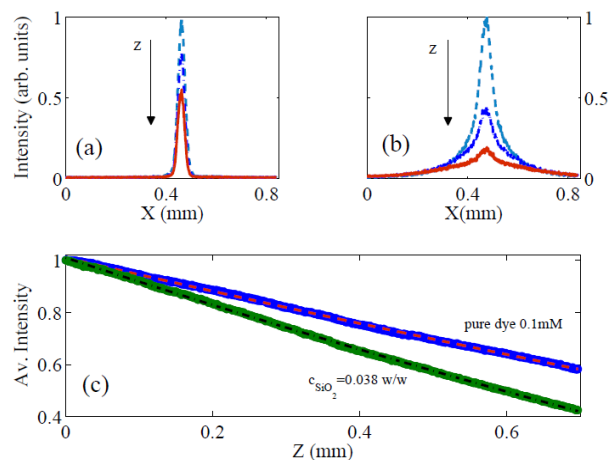 1
0.5
0
Intensity (arb. units)
z
(a)
0
0.4
0.8
X (mm)
z
(b)
1
0.5
0
0
0.4
0.8
X(mm)
1
0.8
0.6
0.4
Av. Intensity
pure dye 0.1mM
c_SiO₂=0.038 w/w
(c)
0
0.2
0.4
0.6
Z (mm)